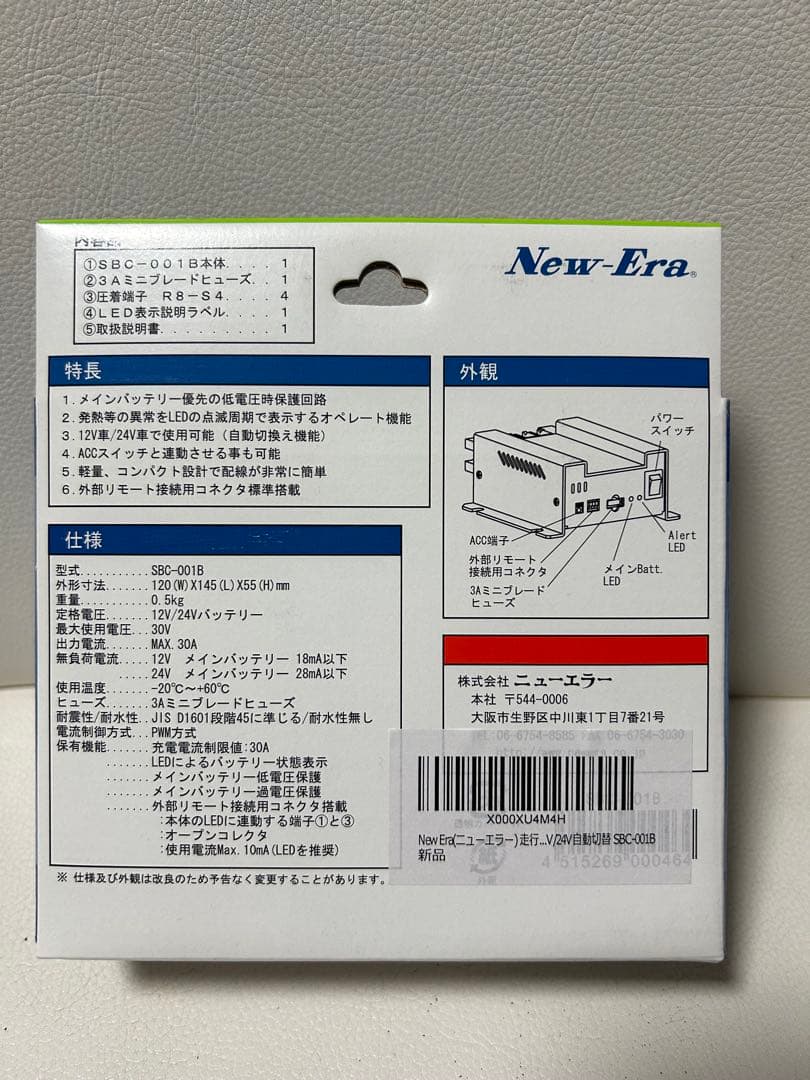 内容品
①SBC-001B本体.... 1
②3Aミニブレードヒューズ.. 1
③圧着端子 R8-S4.... 4
④LED表示説明ラベル.... 1
⑤取扱説明書......... 1
New-Era®
特長
1.メインバッテリー優先の低電圧時保護回路
2.発熱等の異常をLEDの点滅周期で表示するオペレート機能
3.12V車/24V車で使用可能(自動切換え機能)
4.ACCスイッチと連動させる事も可能
5.軽量、コンパクト設計で配線が非常に簡単
6.外部リモート接続用コネクタ標準搭載
外観
パワー
スイッチ
ACC端子
外部リモート
接続用コネクタ
3Aミニブレード
ヒューズ
メインBatt.
LED
Alert
LED
仕様
型式...........SBC-001B
外形寸法.......120(W)X145(L)X55(H)mm
重量...........0.5kg
定格電圧.......12V/24Vバッテリー
最大使用電圧...30V
出力電流.......MAX.30A
無負荷電流.....12V メインバッテリー 18mA以下
.....24V メインバッテリー 28mA以下
使用温度.......-20℃~+60℃
ヒューズ.......3Aミニブレードヒューズ
耐震性/耐水性..JIS D1601段階45に準じる/耐水性無し
電流制御方式...PWM方式
保有機能.......充電電流制限値:30A
.......LEDによるバッテリー状態表示
.......メインバッテリー低電圧保護
.......メインバッテリー過電圧保護
.......外部リモート接続用コネクタ搭載
:本体のLEDに連動する端子①と③
:オープンコレクタ
:使用電流Max.10mA(LEDを推奨)
※ 仕様及び外観は改良のため予告なく変更することがあります。
株式会社 ニューエラー
本社 〒544-0006
大阪市生野区中川東1丁目7番21号
TEL 06-6754-8585 FAX 06-6754-3030
X000XU4M4H
New Era(ニューエラー) 走行...V/24V自動切替 SBC-001B
新品
4 515269 000464